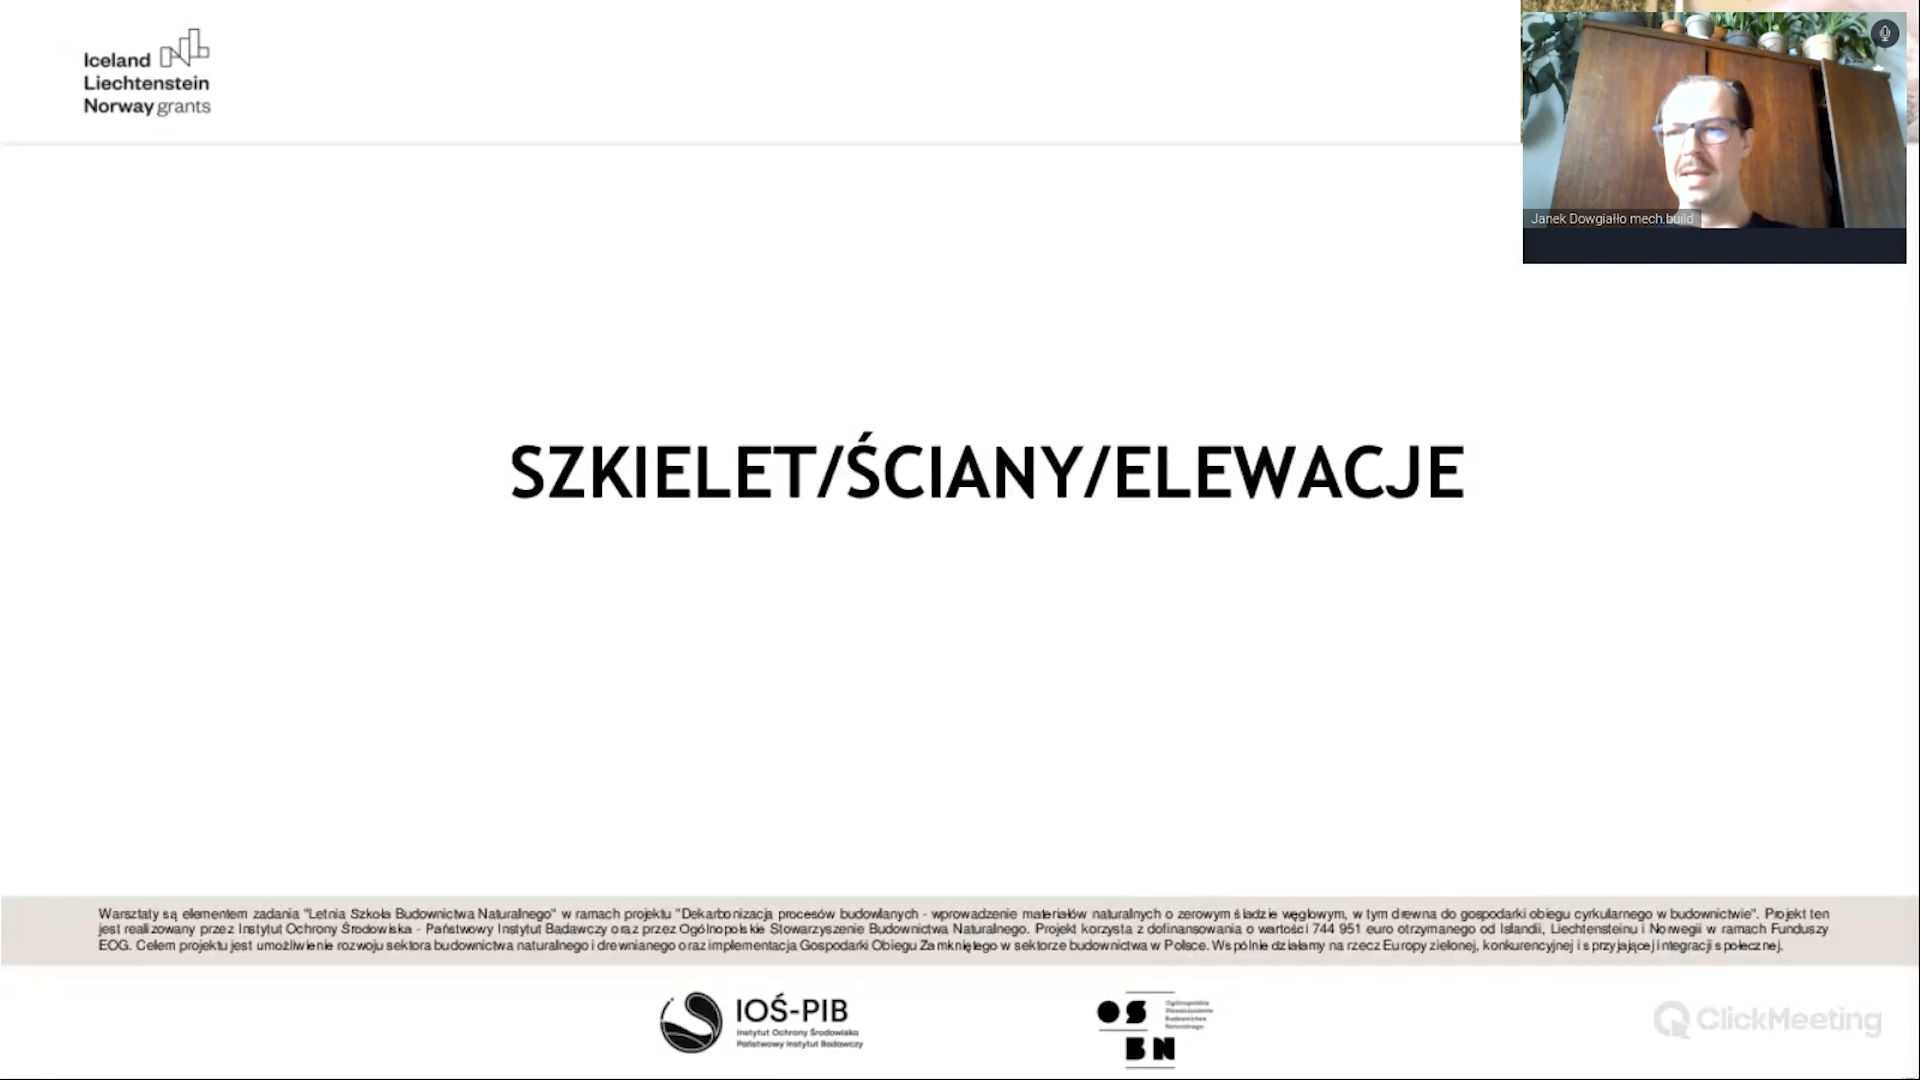 Iceland
Liechtenstein
Norway grants
Janek Dowgiałło mech.build
SZKIELET/ŚCIANY/ELEWACJE
Warsztaty są elementem zadania "Letnia Szkoła Budownictwa Naturalnego" w ramach projektu "Dekarbonizacja procesów budowlanych - wprowadzenie materiałów naturalnych o zerowym śladzie węglowym, w tym drewna do gospodarki obiegu cyrkularnego w budownictwie". Projekt ten
jest realizowany przez Instytut Ochrony Środowiska - Państwowy Instytut Badawczy oraz przez Ogólnopolskie Stowarzyszenie Budownictwa Naturalnego. Projekt korzysta z dofinansowania o wartości 744 951 euro otrzymanego od Islandii, Liechtensteinu i Norwegii w ramach Funduszy
EOG. Celem projektu jest umożliwienie rozwoju sektora budownictwa naturalnego i drewnianego oraz implementacja Gospodarki Obiegu Zamkniętego w sektorze budownictwa w Polsce. Wspólnie działamy na rzecz Europy zielonej, konkurencyjnej i sprzyjającej integracji społecznej.
IOŚ-PIB
Instytut Ochrony Środowiska
Państwowy Instytut Badawczy
OS
BN
Ogólnopolskie
Stowarzyszenie
Budownictwa
Naturalnego
ClickMeeting